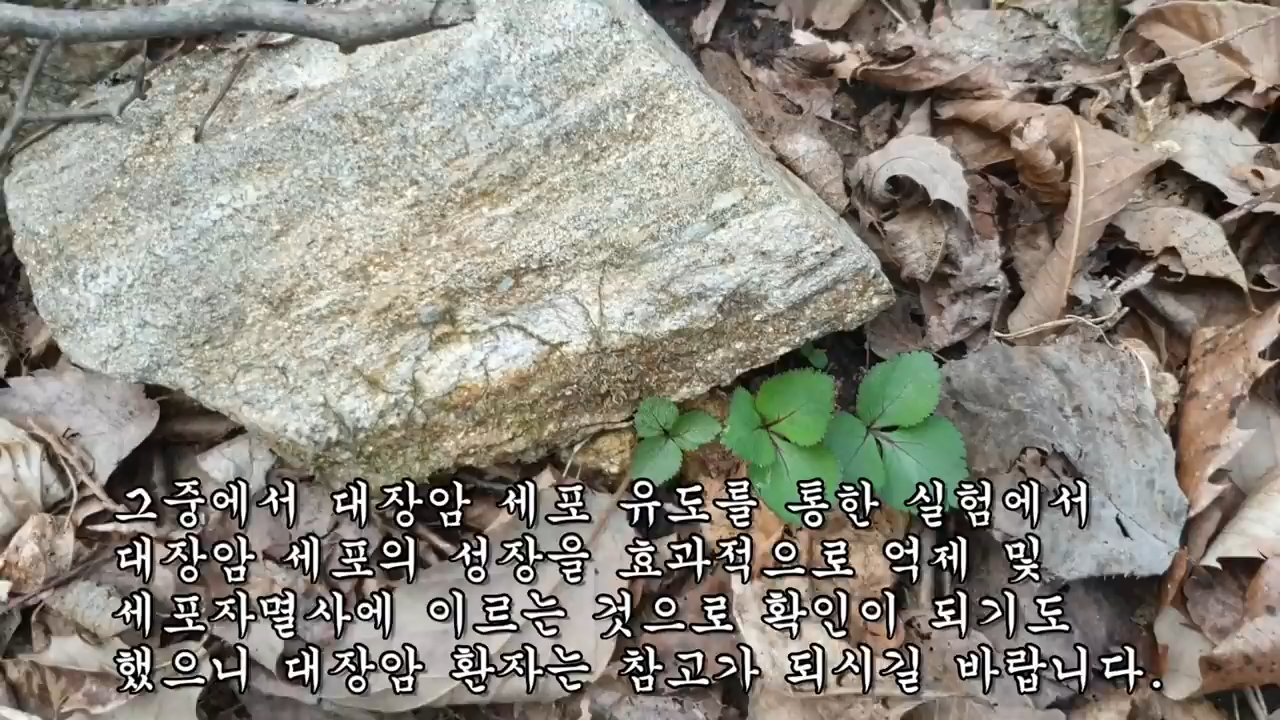 그중에서 대장암 세포 유도를 통한 실험에서
대장암 세포의 성장을 효과적으로 억제 및
세포자멸사에 이르는 것으로 확인이 되기도
했으니 대장암 환자는 참고가 되시길 바랍니다.